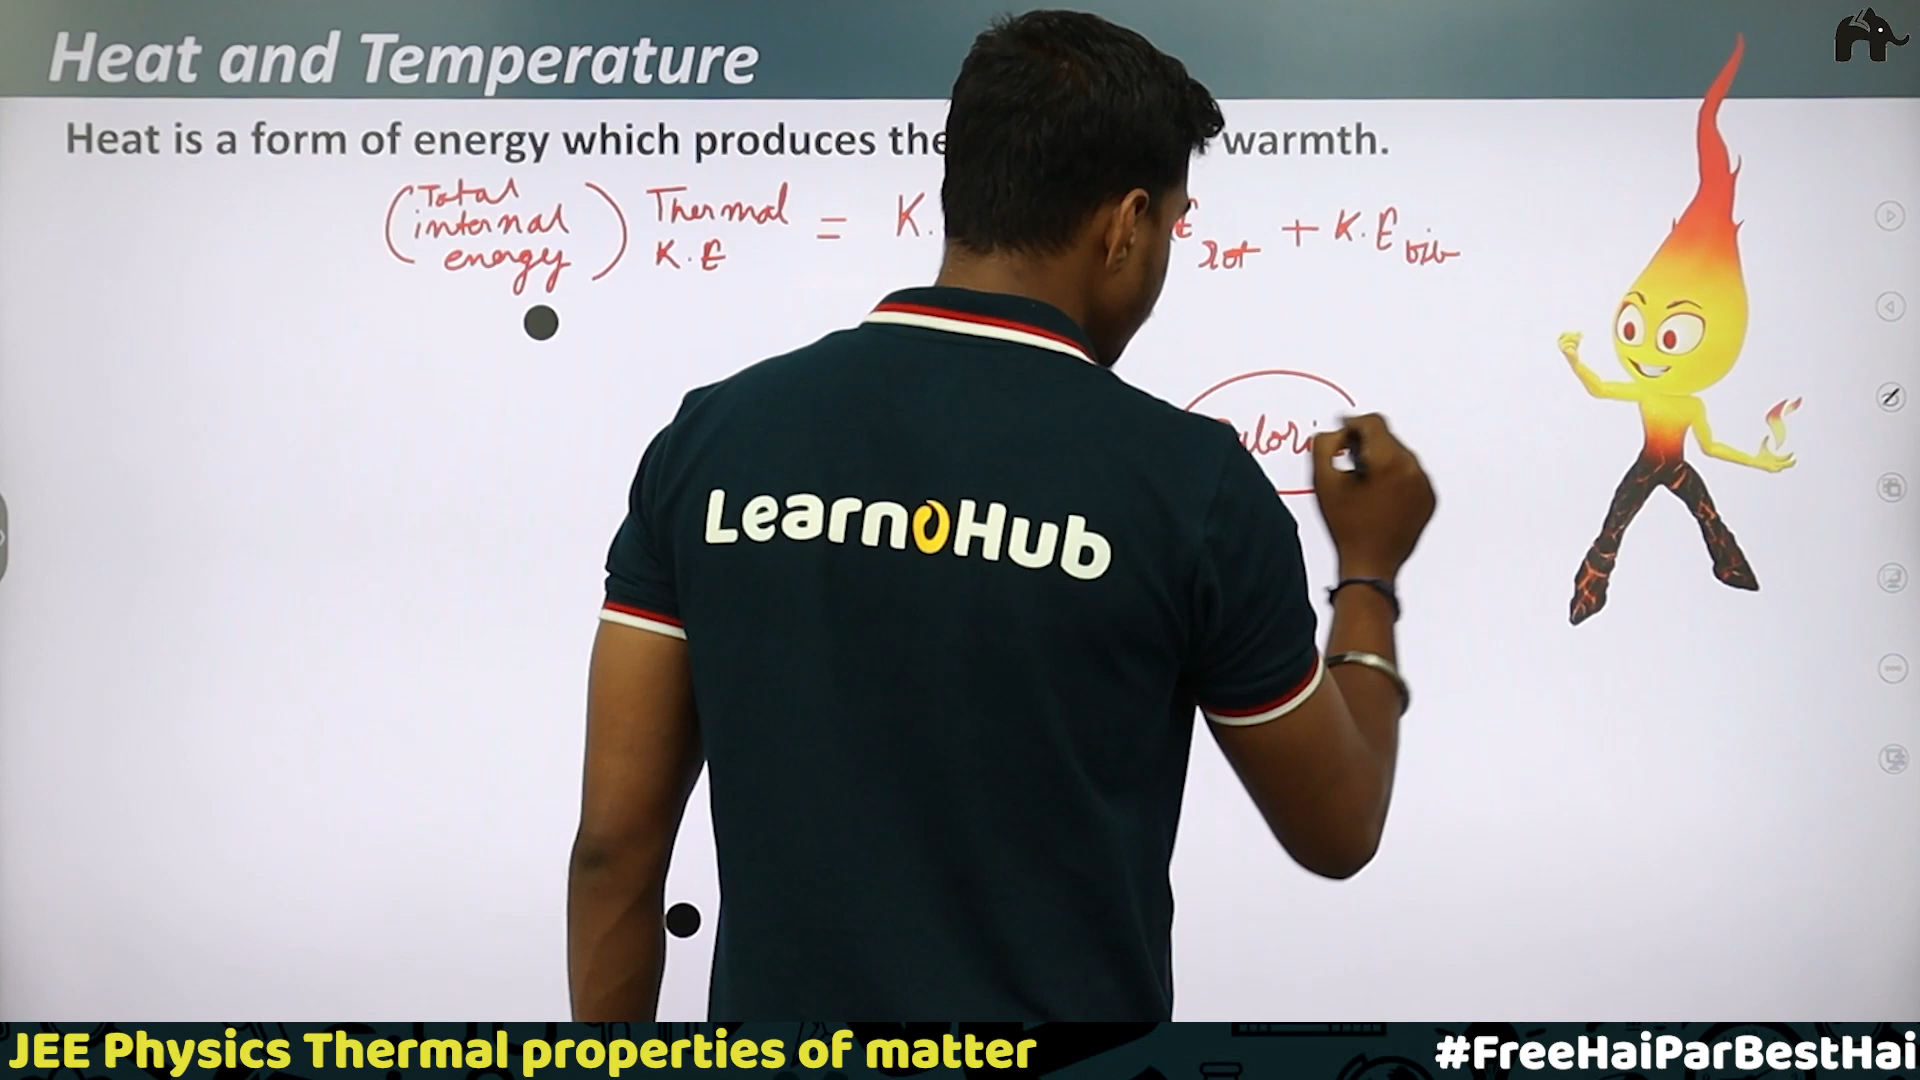 Heat and Temperature
Heat is a form of energy which produces the warmth.
(Total internal energy) Thermal K.E = K. E rot + K.E vib
LearnoHub
JEE Physics Thermal properties of matter
#FreeHaiParBestHai